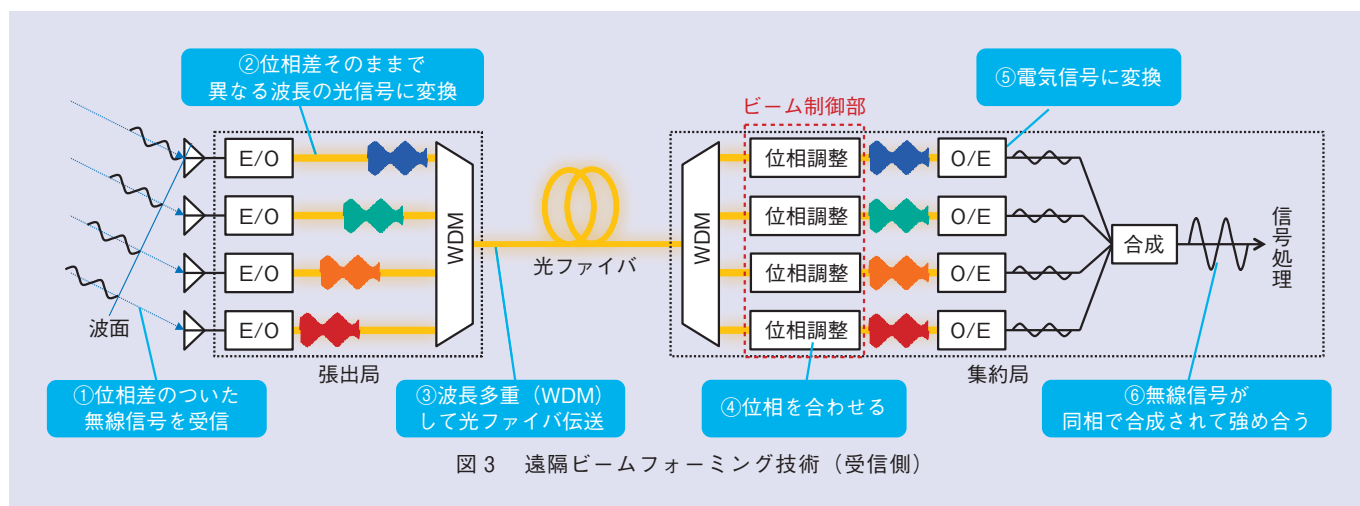 ②位相差そのままで
異なる波長の光信号に変換
⑤電気信号に変換
ビーム制御部
E/O
E/O
E/O
E/O
WDM
光ファイバ
WDM
位相調整
位相調整
位相調整
位相調整
O/E
O/E
O/E
O/E
合成
信号処理
波面
張出局
集約局
①位相差のついた
無線信号を受信
③波長多重（WDM）
して光ファイバ伝送
④位相を合わせる
⑥無線信号が
同相で合成されて強め合う
図3　遠隔ビームフォーミング技術（受信側）